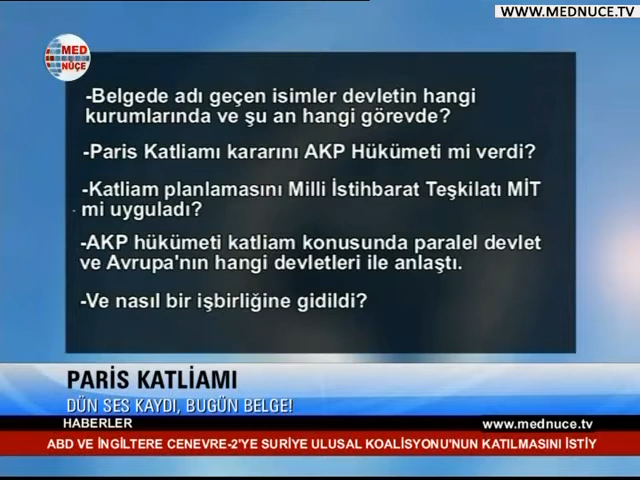 WWW.MEDNUCE.TV
MED
NÛÇE
-Belgede adı geçen isimler devletin hangi
kurumlarında ve şu an hangi görevde?
-Paris Katliamı kararını AKP Hükümeti mi verdi?
-Katliam planlamasını Milli İstihbarat Teşkilatı MİT
mi uyguladı?
-AKP hükümeti katliam konusunda paralel devlet
ve Avrupa'nın hangi devletleri ile anlaştı.
-Ve nasıl bir işbirliğine gidildi?
PARİS KATLİAMI
DÜN SES KAYDI, BUGÜN BELGE!
HABERLER
www.mednuce.tv
ABD VE İNGİLTERE CENEVRE-2'YE SURİYE ULUSAL KOALİSYONU'NUN KATILMASINI İSTİY